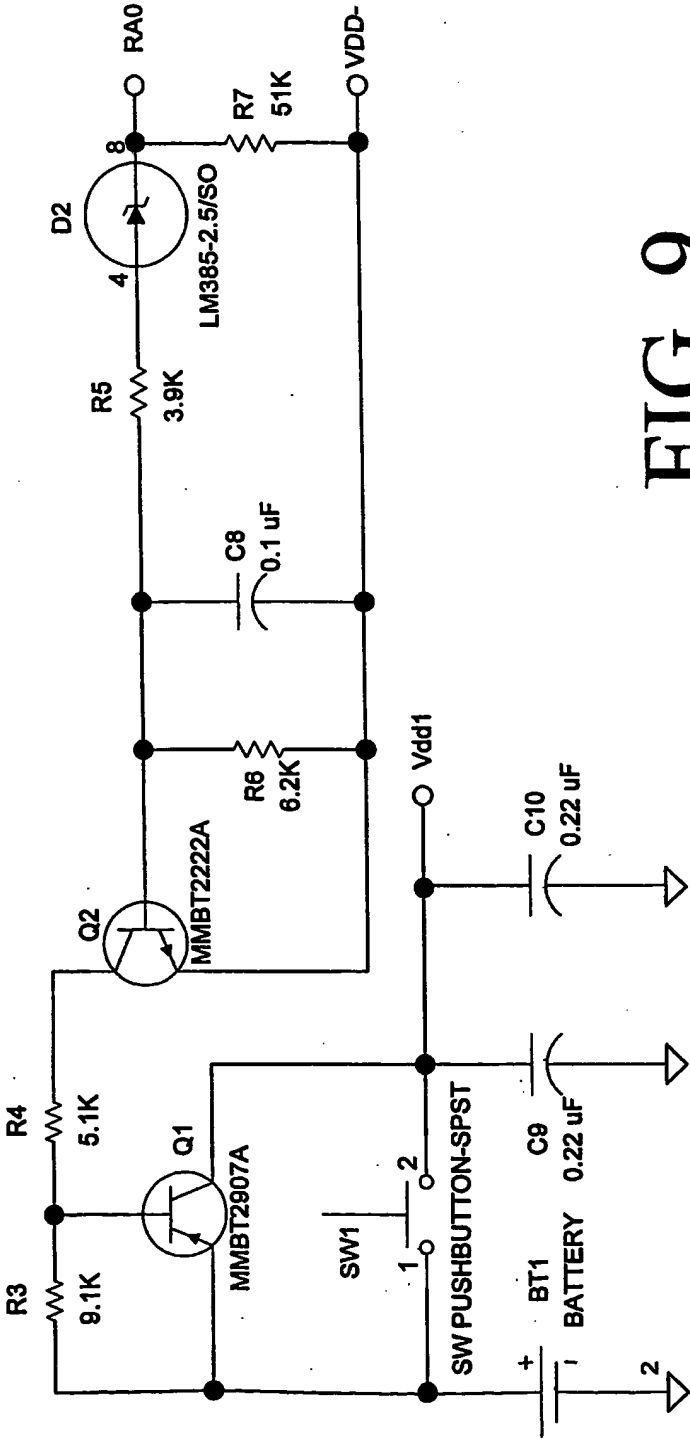 R3
9.1K
R4
5.1K
Q1
MMBT2907A
Q2
MMBT2222A
R6
6.2K
C8
0.1 uF
R5
3.9K
D2
4
8
LM385-2.5/SO
RA0
R7
51K
VDD-
SW1
1
2
SW PUSHBUTTON-SPST
Vdd1
BT1
BATTERY
+
-
2
C9
0.22 uF
C10
0.22 uF
FIG 9